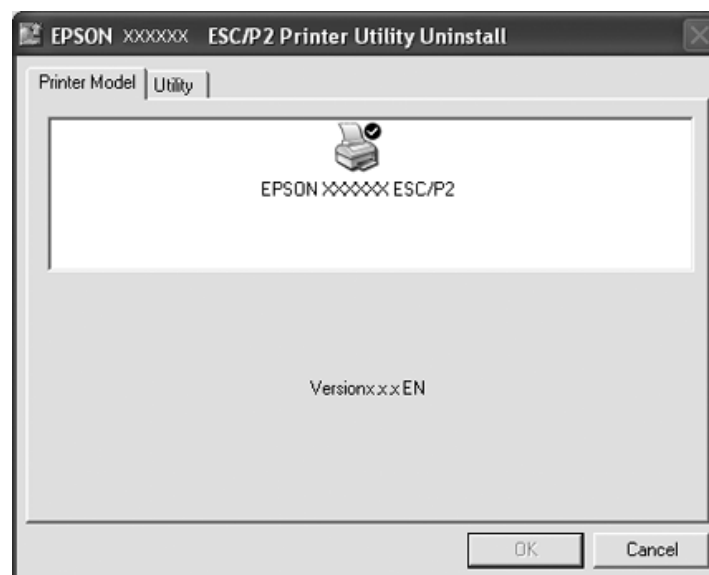 EPSON XXXXXX ESC/P2 Printer Utility Uninstall
Printer Model Utility
EPSON XXXXXX ESC/P2
Versionx.x.x EN
OK Cancel